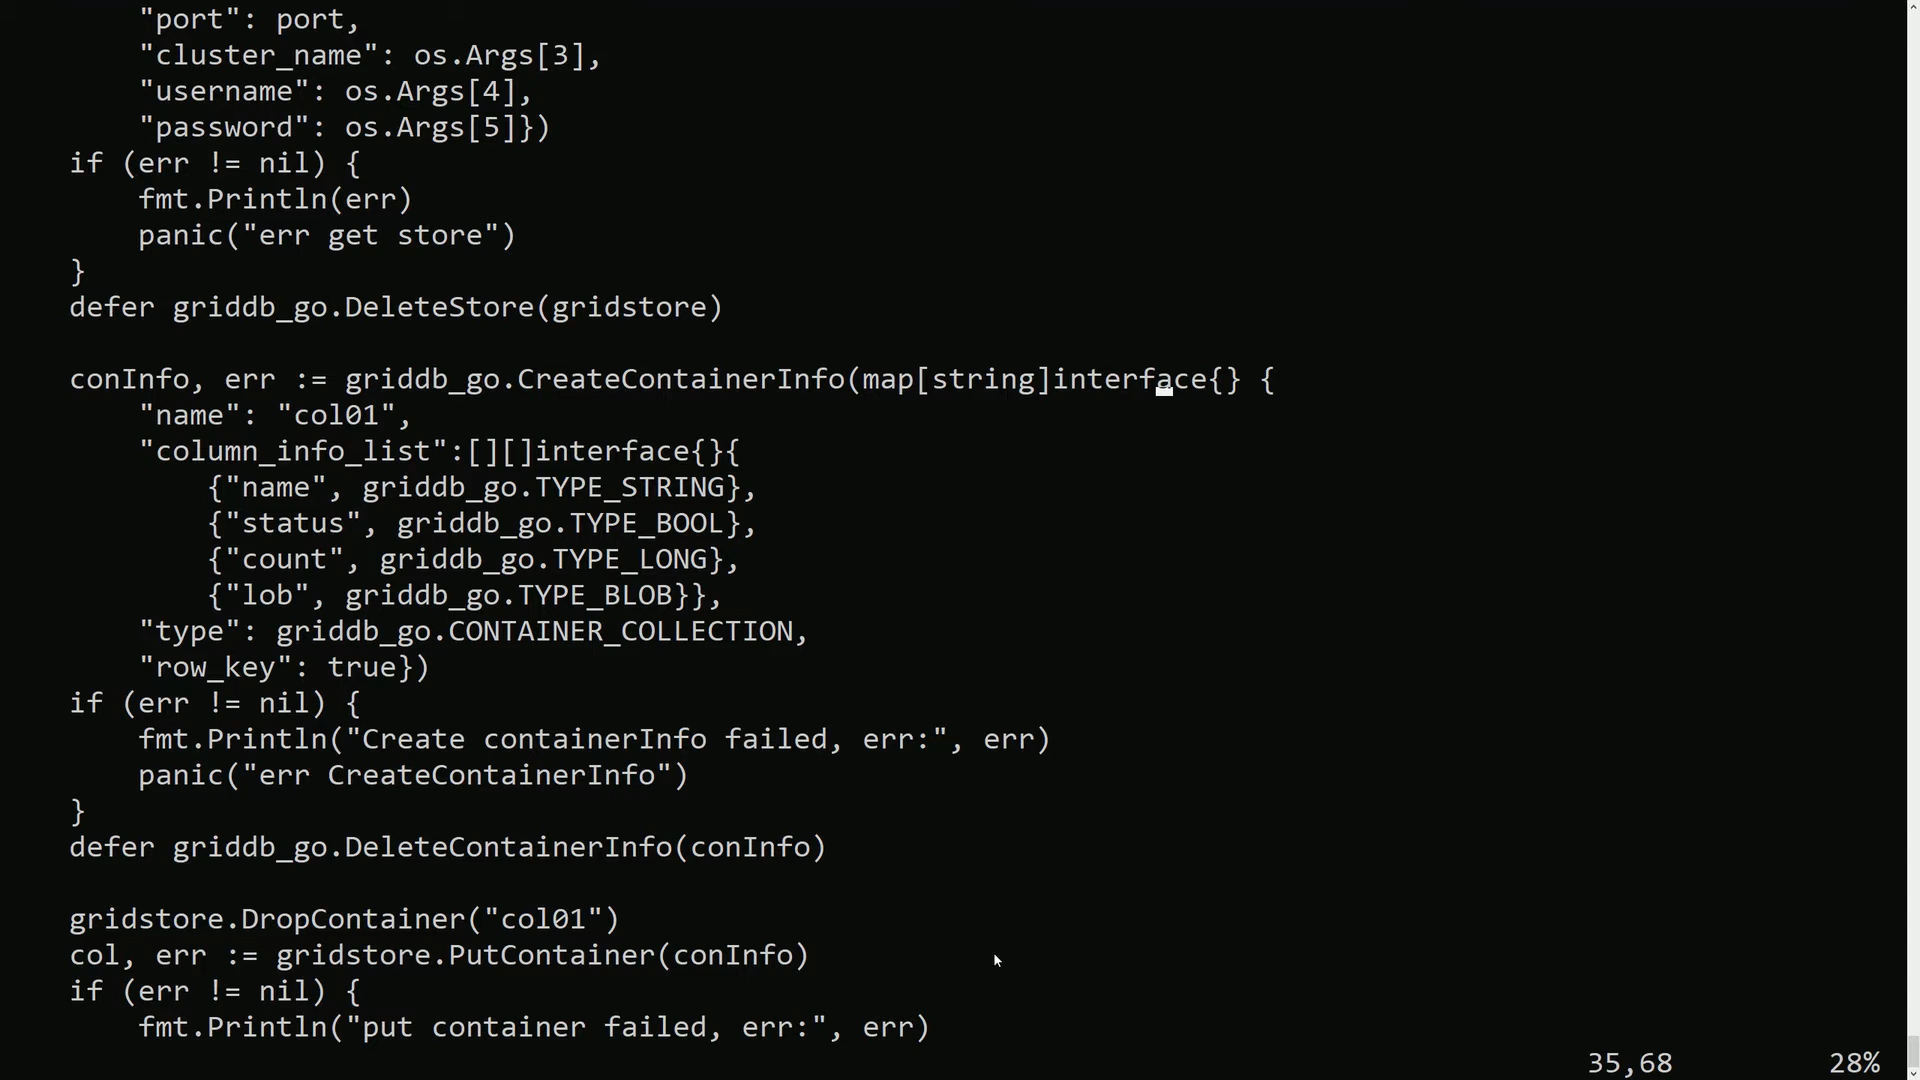 "port": port,
"cluster_name": os.Args[3],
"username": os.Args[4],
"password": os.Args[5]})
if (err != nil) {
fmt.Println(err)
panic("err get store")
}
defer griddb_go.DeleteStore(gridstore)
conInfo, err := griddb_go.CreateContainerInfo(map[string]interface{} {
"name": "col01",
"column_info_list":[][]interface{}{
{"name", griddb_go.TYPE_STRING},
{"status", griddb_go.TYPE_BOOL},
{"count", griddb_go.TYPE_LONG},
{"lob", griddb_go.TYPE_BLOB}},
"type": griddb_go.CONTAINER_COLLECTION,
"row_key": true})
if (err != nil) {
fmt.Println("Create containerInfo failed, err:", err)
panic("err CreateContainerInfo")
}
defer griddb_go.DeleteContainerInfo(conInfo)
gridstore.DropContainer("col01")
col, err := gridstore.PutContainer(conInfo)
if (err != nil) {
fmt.Println("put container failed, err:", err)
35,68 28%